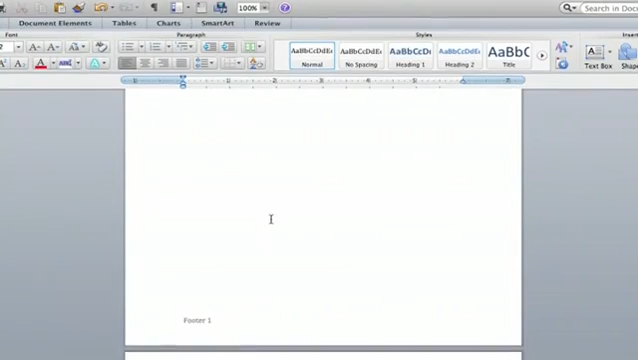 100%
Search in Doc
Document Elements Tables Charts SmartArt Review
Font Paragraph Styles Insert
AaBbCcDdEe AaBbCcDdEe AaBbCcDc AaBbCcDdEe AaBbC
Normal No Spacing Heading 1 Heading 2 Title Text Box Shape
Footer 1